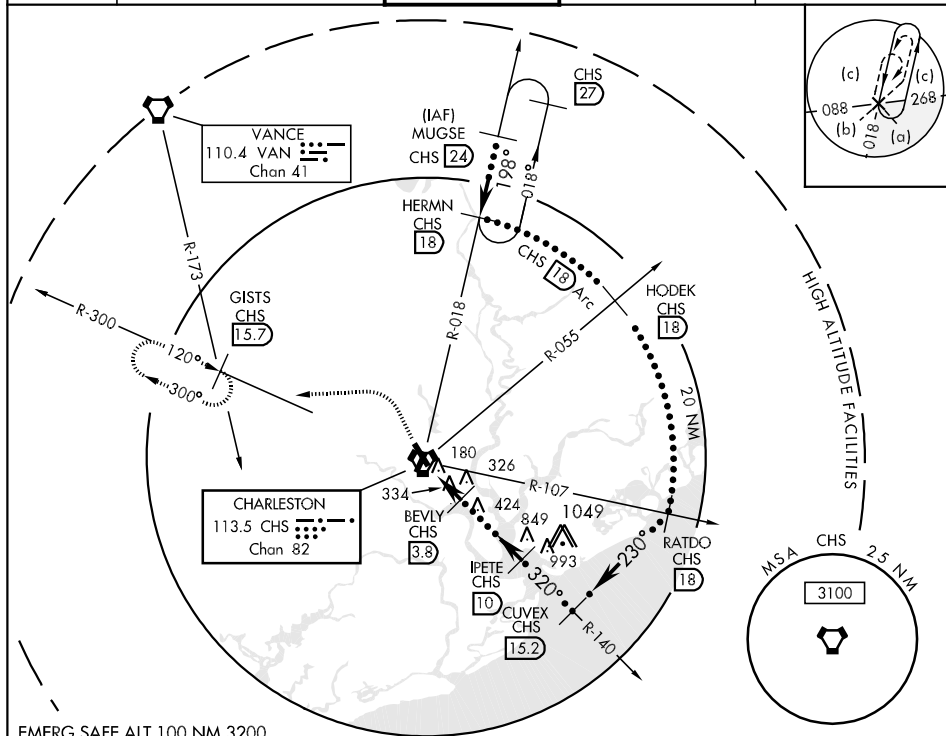 CHS
27
(IAF)
MUGSE
CHS 24
198°
018°
(c)
(c)
088
268
(b)
(a)
018
VANCE
110.4 VAN
Chan 41
HERMN
CHS
18
CHS 18 Arc
HODEK
CHS
18
R-173
R-018
R-055
GISTS
CHS
15.7
R-300
120°
300°
20 NM
HIGH ALTITUDE FACILITIES
180
326
334
424
R-107
CHARLESTON
113.5 CHS
Chan 82
BEVLY
CHS
3.8
849
1049
993
230°
RATDO
CHS
18
IPETE
CHS
10
320°
CUVEX
CHS
15.2
R-140
MSA CHS 25 NM
3100
EMERG SAFE ALT 100 NM 3200